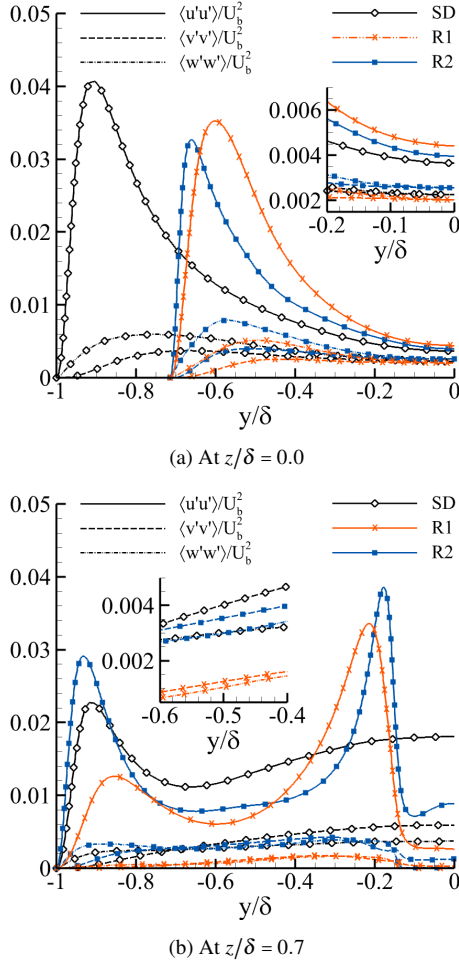 0.05
⟨u'u'⟩/U_b^2 SD
⟨v'v'⟩/U_b^2 R1
⟨w'w'⟩/U_b^2 R2
0.04
0.03
0.02
0.01
0
0.006
0.004
0.002
-0.2 -0.1 0
y/δ
-1 -0.8 -0.6 -0.4 -0.2 0
y/δ
(a) At z/δ = 0.0
0.05
⟨u'u'⟩/U_b^2 SD
⟨v'v'⟩/U_b^2 R1
⟨w'w'⟩/U_b^2 R2
0.04
0.03
0.02
0.01
0
0.004
0.002
-0.6 -0.5 -0.4
y/δ
-1 -0.8 -0.6 -0.4 -0.2 0
y/δ
(b) At z/δ = 0.7